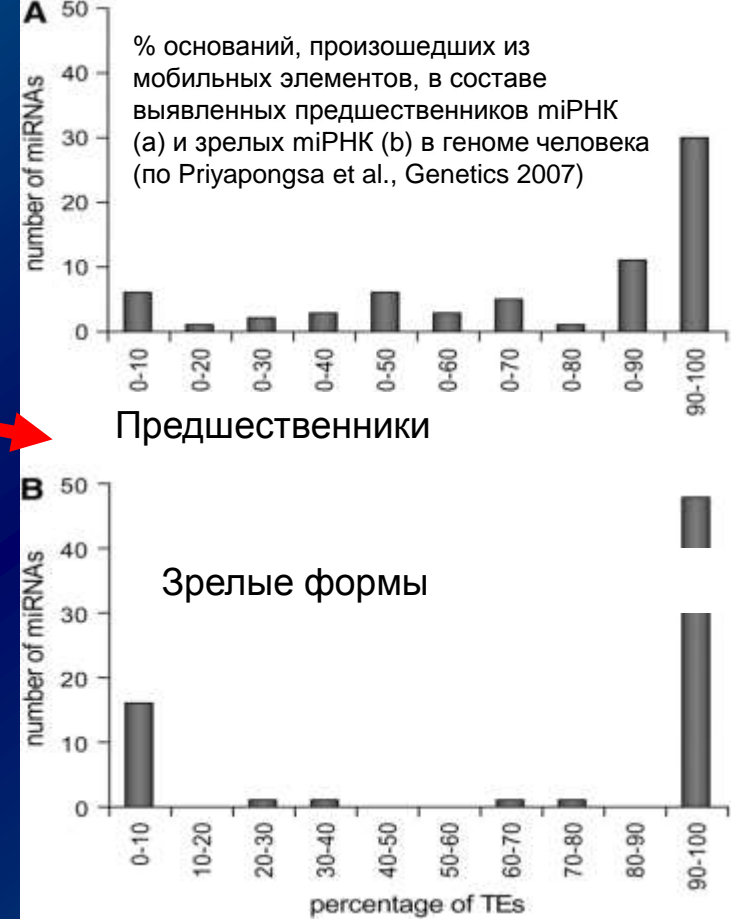 A
50
% оснований, произошедших из
мобильных элементов, в составе
выявленных предшественников miРНК
(a) и зрелых miРНК (b) в геноме человека
(по Priyapongsa et al., Genetics 2007)
number of miRNAs
40
30
20
10
0
0-10
0-20
0-30
0-40
0-50
0-60
0-70
0-80
0-90
90-100
Предшественники
B
50
Зрелые формы
number of miRNAs
40
30
20
10
0
0-10
10-20
20-30
30-40
40-50
50-60
60-70
70-80
80-90
90-100
percentage of TEs